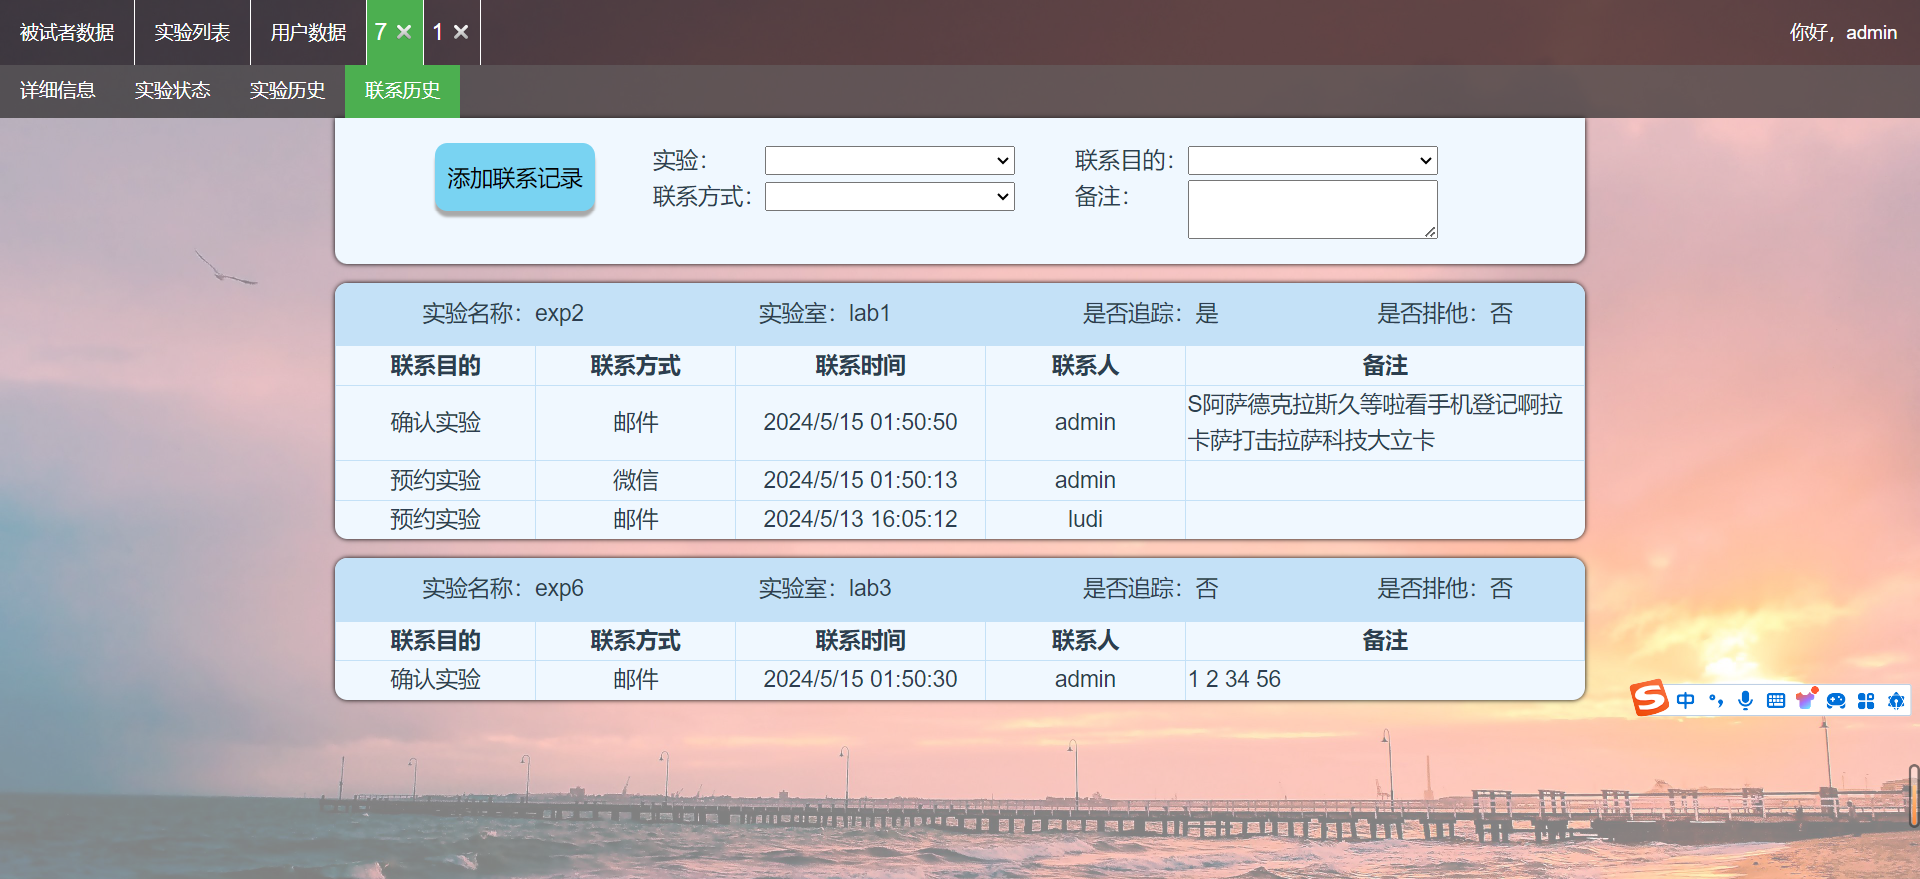 被试者数据 实验列表 用户数据 7 1 你好，admin
详细信息 实验状态 实验历史 联系历史
添加联系记录 实验： 联系目的：
联系方式： 备注：
实验名称：exp2 实验室：lab1 是否追踪：是 是否排他：否
联系目的 联系方式 联系时间 联系人 备注
确认实验 邮件 2024/5/15 01:50:50 admin S阿萨德克拉斯久等啦看手机登记啊拉
卡萨打击拉萨科技大立卡
预约实验 微信 2024/5/15 01:50:13 admin
预约实验 邮件 2024/5/13 16:05:12 ludi
实验名称：exp6 实验室：lab3 是否追踪：否 是否排他：否
联系目的 联系方式 联系时间 联系人 备注
确认实验 邮件 2024/5/15 01:50:30 admin 1 2 34 56
S 中